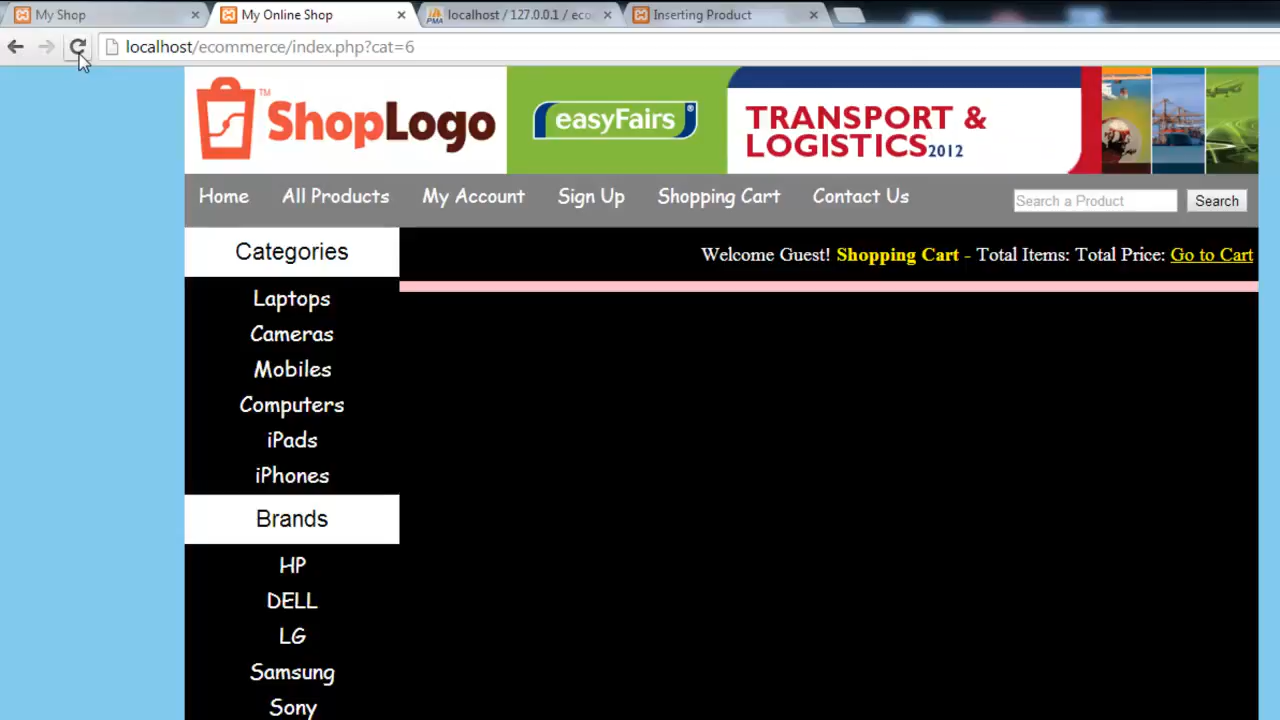 My Shop
My Online Shop
localhost / 127.0.0.1 / eco
Inserting Product
localhost/ecommerce/index.php?cat=6
ShopLogo™
easyFairs®
TRANSPORT &
LOGISTICS2012
Home All Products My Account Sign Up Shopping Cart Contact Us Search a Product Search
Categories
Welcome Guest! Shopping Cart - Total Items: Total Price: Go to Cart
Laptops
Cameras
Mobiles
Computers
iPads
iPhones
Brands
HP
DELL
LG
Samsung
Sony